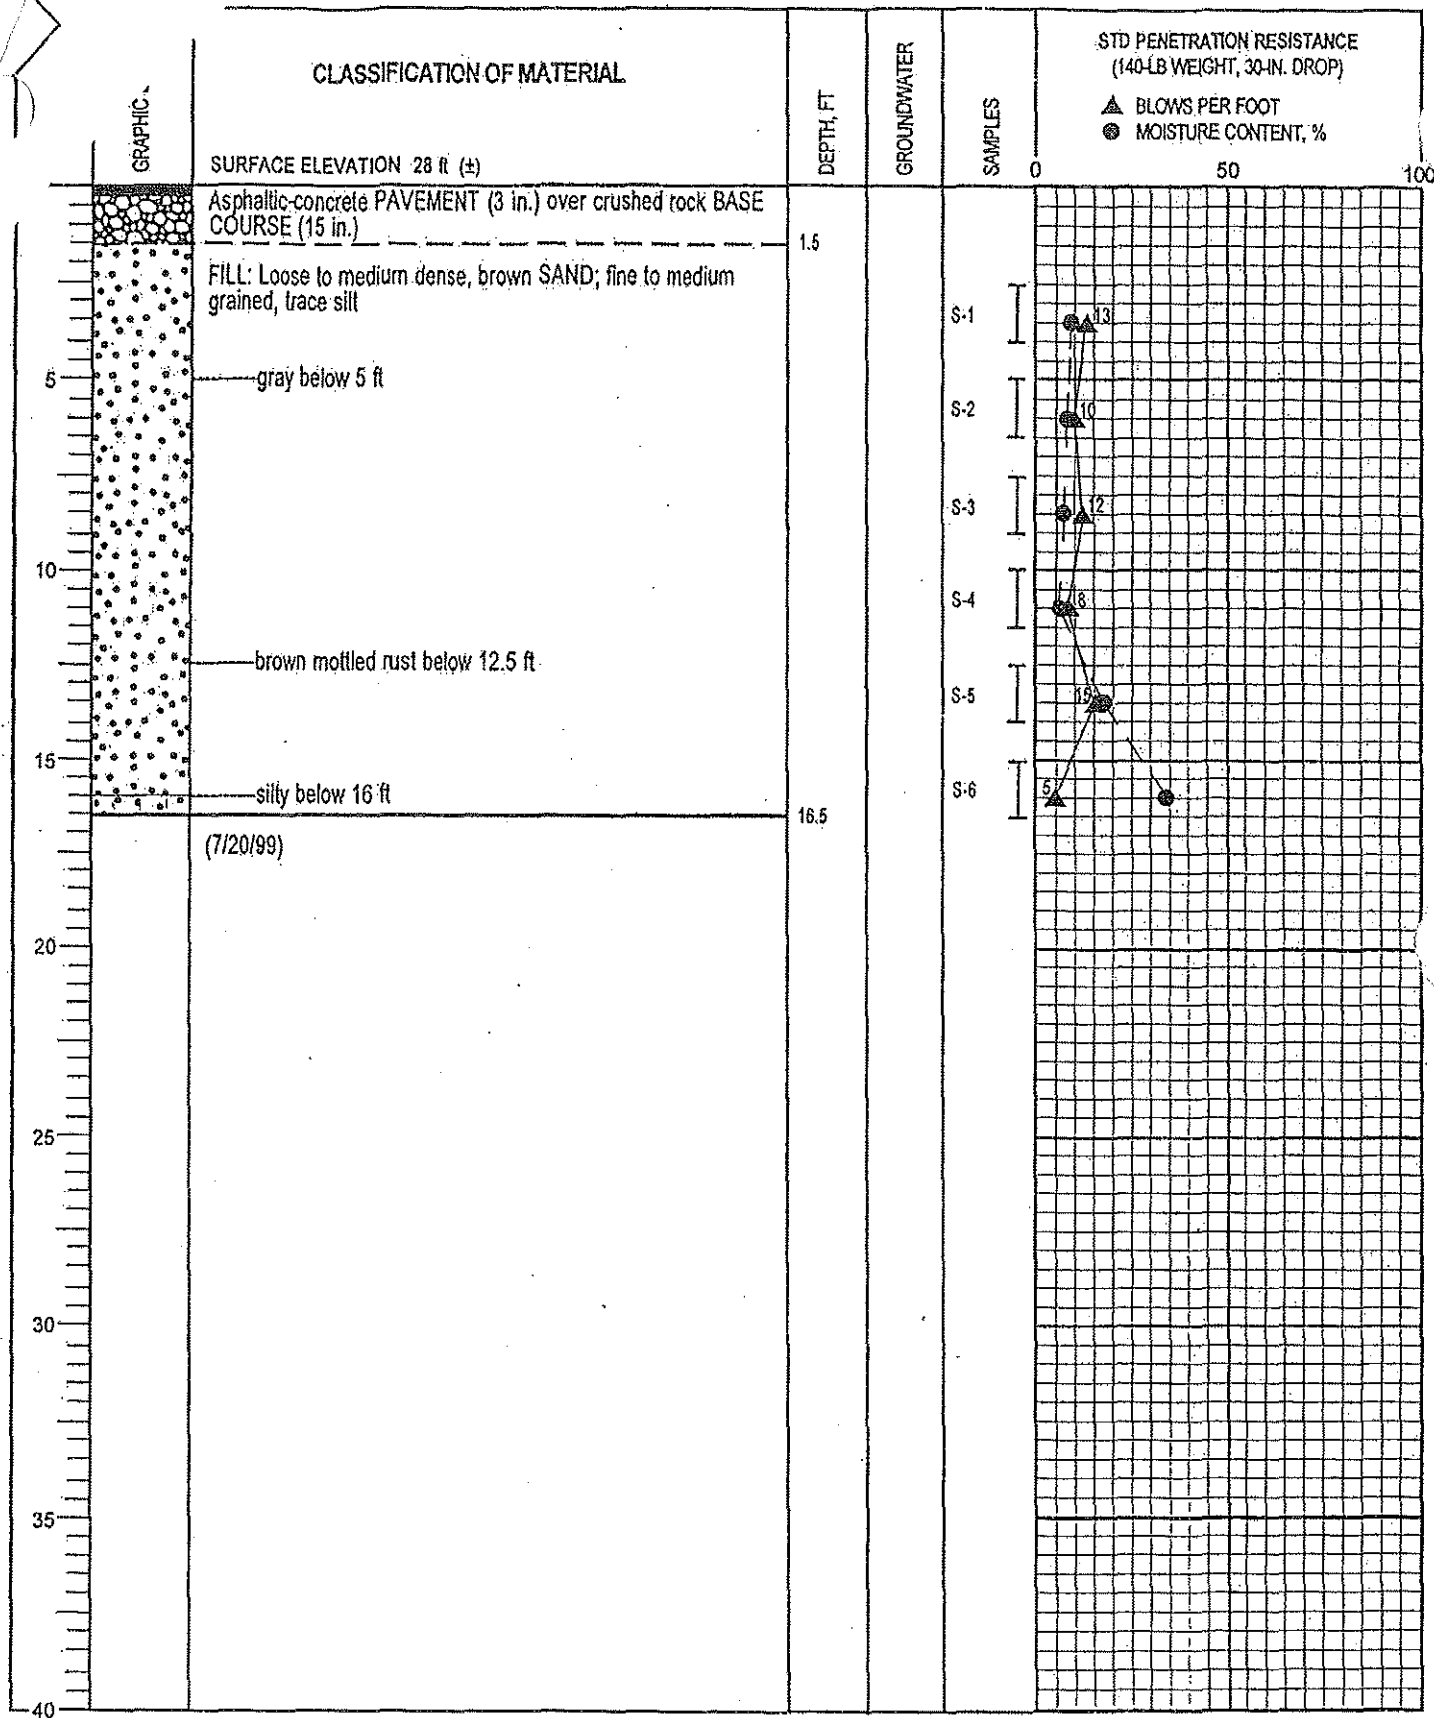 GRAPHIC
CLASSIFICATION OF MATERIAL
SURFACE ELEVATION 28 ft (±)
DEPTH, FT
GROUNDWATER
SAMPLES
STD PENETRATION RESISTANCE
(140-LB WEIGHT, 30-IN. DROP)
▲ BLOWS PER FOOT
● MOISTURE CONTENT, %
0 50 100
Asphaltic-concrete PAVEMENT (3 in.) over crushed rock BASE
COURSE (15 in.)
1.5
FILL: Loose to medium dense, brown SAND; fine to medium
grained, trace silt
S-1 13
5 gray below 5 ft
S-2 10
S-3 12
10
S-4 8
brown mottled rust below 12.5 ft
S-5 15
15
silty below 16 ft
S-6 5
16.5
(7/20/99)
20
25
30
35
40